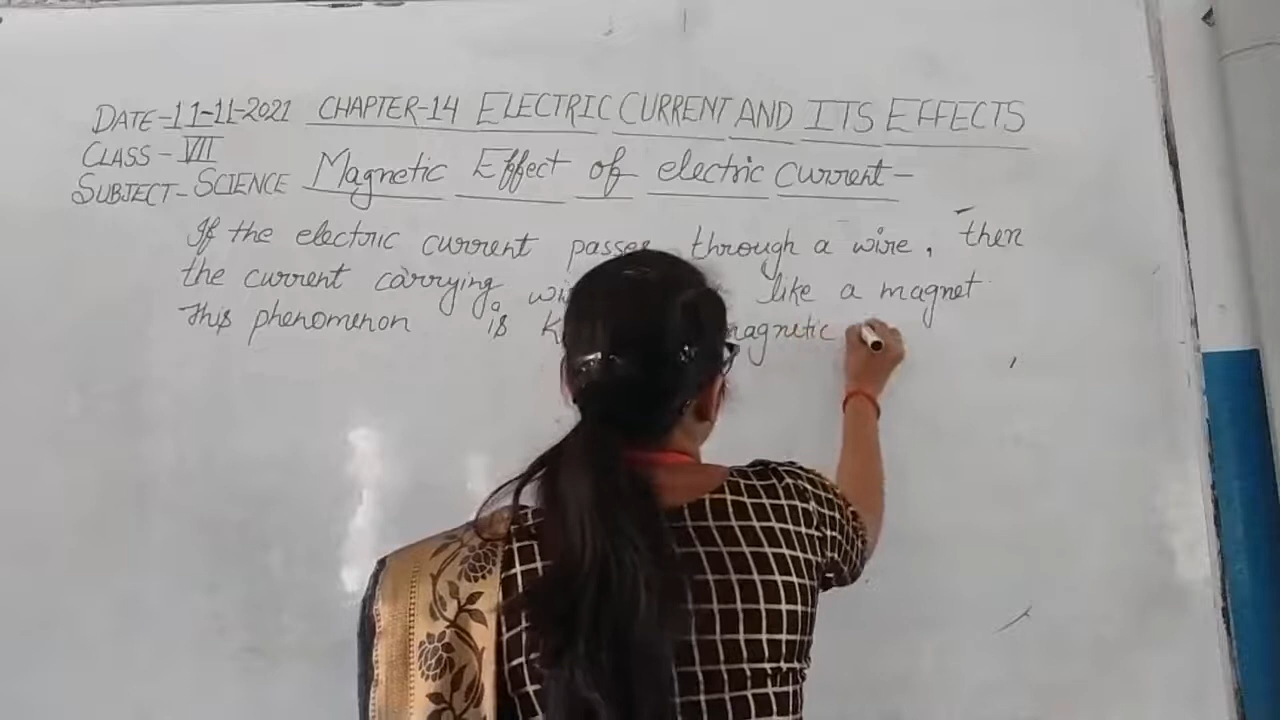 DATE-11-11-2021 CHAPTER-14 ELECTRIC CURRENT AND ITS EFFECTS
CLASS-VII
SUBJECT-SCIENCE Magnetic Effect of electric current-
If the electric current passes through a wire, then
the current carrying like a magnet
This phenomenon is magnetic